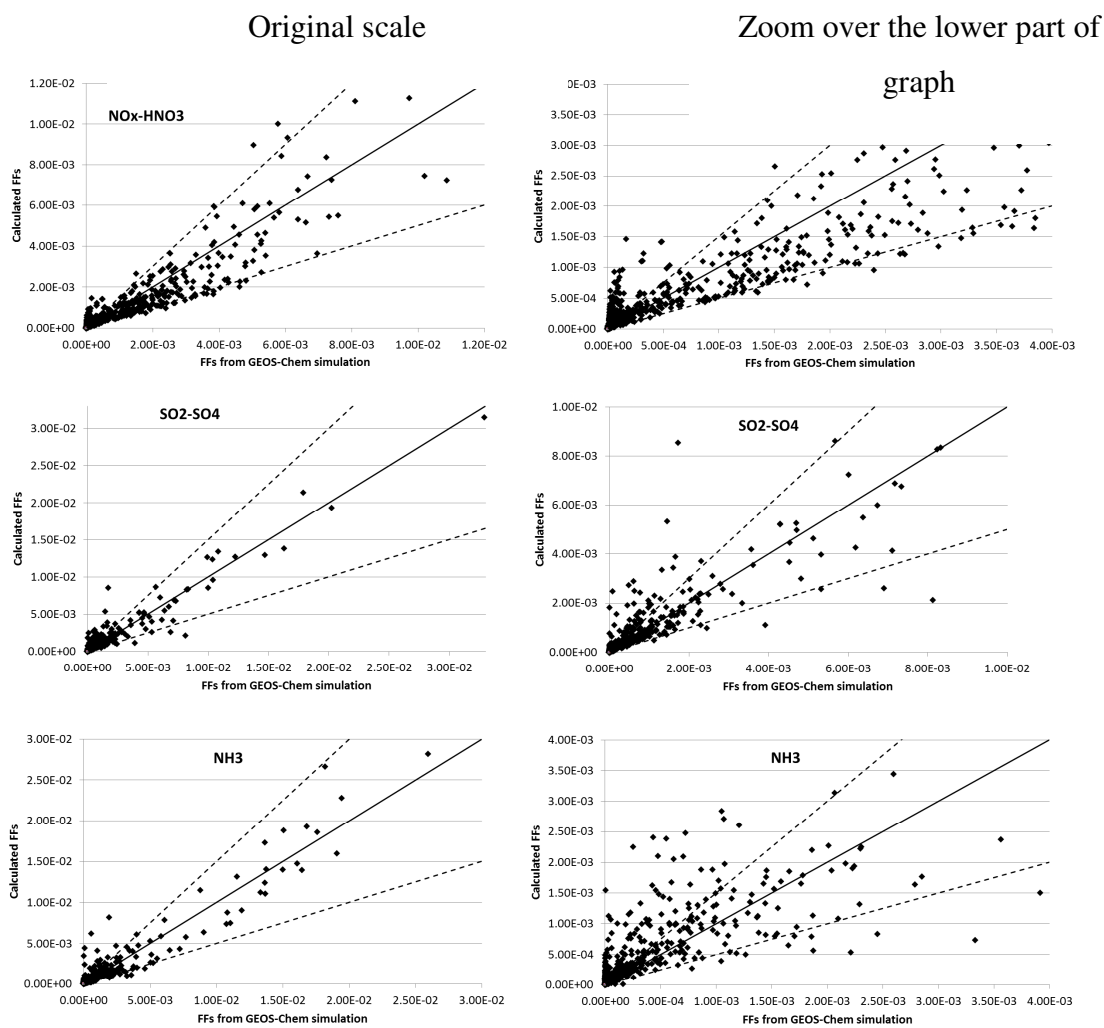 Original scale
Zoom over the lower part of
graph
1.20E-02
1.00E-02
8.00E-03
6.00E-03
4.00E-03
2.00E-03
0.00E+00
Calculated FFs
NOx-HNO3
0.00E+00 2.00E-03 4.00E-03 6.00E-03 8.00E-03 1.00E-02 1.20E-02
FFs from GEOS-Chem simulation
0E-03
3.50E-03
3.00E-03
2.50E-03
2.00E-03
1.50E-03
1.00E-03
5.00E-04
0.00E+00
Calculated FFs
0.00E+00 5.00E-04 1.00E-03 1.50E-03 2.00E-03 2.50E-03 3.00E-03 3.50E-03 4.00E-03
FFs from GEOS-Chem simulation
3.00E-02
2.50E-02
2.00E-02
1.50E-02
1.00E-02
5.00E-03
0.00E+00
Calculated FFs
SO2-SO4
0.00E+00 5.00E-03 1.00E-02 1.50E-02 2.00E-02 2.50E-02 3.00E-02
FFs from GEOS-Chem simulation
1.00E-02
8.00E-03
6.00E-03
4.00E-03
2.00E-03
0.00E+00
Calculated FFs
SO2-SO4
0.00E+00 2.00E-03 4.00E-03 6.00E-03 8.00E-03 1.00E-02
FFs from GEOS-Chem simulation
3.00E-02
2.50E-02
2.00E-02
1.50E-02
1.00E-02
5.00E-03
0.00E+00
Calculated FFs
NH3
0.00E+00 5.00E-03 1.00E-02 1.50E-02 2.00E-02 2.50E-02 3.00E-02
FFs from GEOS-Chem simulation
4.00E-03
3.50E-03
3.00E-03
2.50E-03
2.00E-03
1.50E-03
1.00E-03
5.00E-04
0.00E+00
Calculated FFs
NH3
0.00E+00 5.00E-04 1.00E-03 1.50E-03 2.00E-03 2.50E-03 3.00E-03 3.50E-03 4.00E-03
FFs from GEOS-Chem simulation